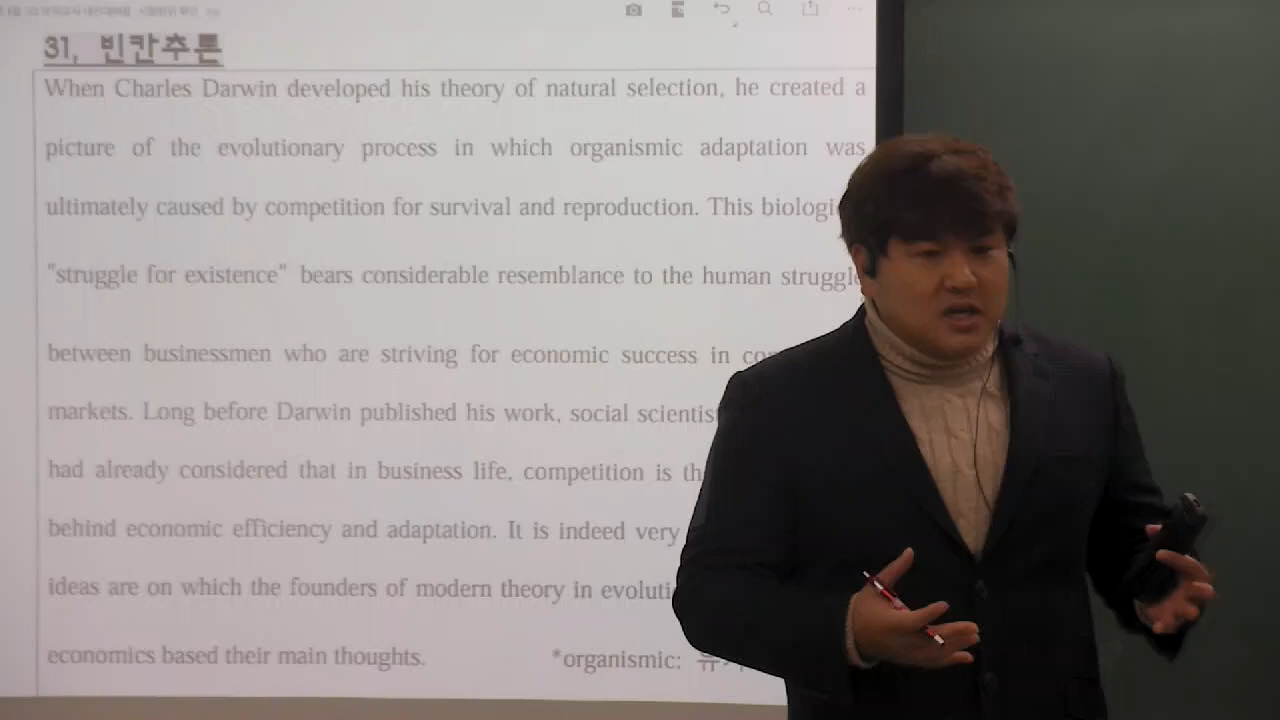 31, 빈칸추론
When Charles Darwin developed his theory of natural selection, he created a
picture of the evolutionary process in which organismic adaptation was
ultimately caused by competition for survival and reproduction. This
"struggle for existence" bears considerable resemblance to the human struggle
between businessmen who are striving for economic success in
markets. Long before Darwin published his work, social
had already considered that in business life, competition is
behind economic efficiency and adaptation. It is indeed very
ideas are on which the founders of modern theory in
economics based their main thoughts. *organismic: